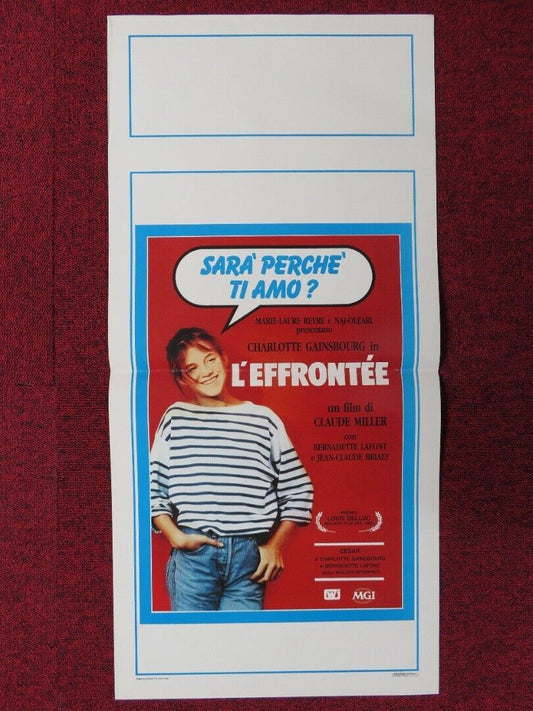 SARA' PERCHE'
TI AMO?
MARIE-LAURE REYRE e NAJ-OLEARI
presentano
CHARLOTTE GAINSBOURG in
L'EFFRONTÉE
un film di
CLAUDE MILLER
con
BERNADETTE LAFONT
e JEAN-CLAUDE BRIALY
PREMIO
LOUIS DELLUC
CESAR
a CHARLOTTE GAINSBOURG
e BERNADETTE LAFONT
MGI